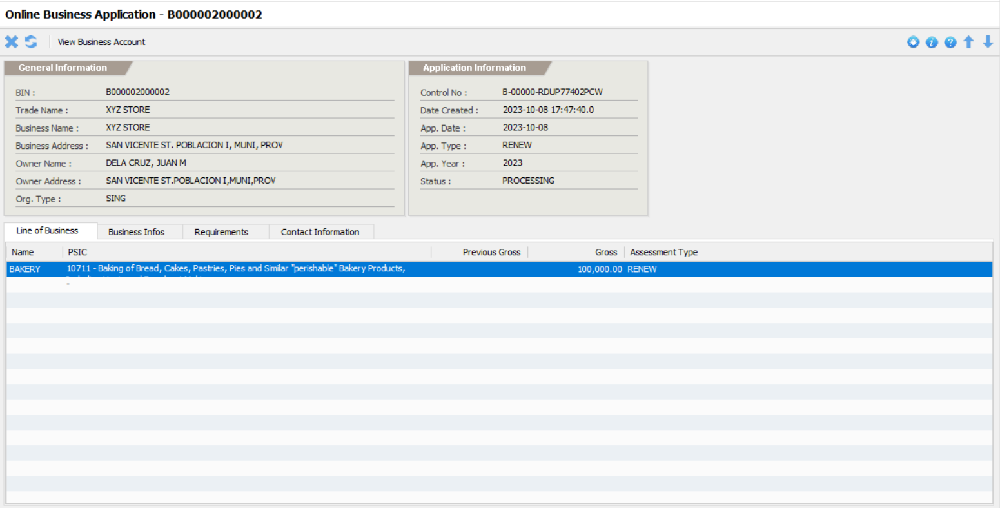 Online Business Application - B000002000002
View Business Account
General Information
BIN : B000002000002
Trade Name : XYZ STORE
Business Name : XYZ STORE
Business Address : SAN VICENTE ST. POBLACION I, MUNI, PROV
Owner Name : DELA CRUZ, JUAN M
Owner Address : SAN VICENTE ST.POBLACION I,MUNI,PROV
Org. Type : SING
Application Information
Control No : B-00000-RDUP77402PCW
Date Created : 2023-10-08 17:47:40.0
App. Date : 2023-10-08
App. Type : RENEW
App. Year : 2023
Status : PROCESSING
Line of Business Business Infos Requirements Contact Information
Name PSIC Previous Gross Gross Assessment Type
BAKERY 10711 - Baking of Bread, Cakes, Pastries, Pies and Similar "perishable" Bakery Products, 100,000.00 RENEW
-